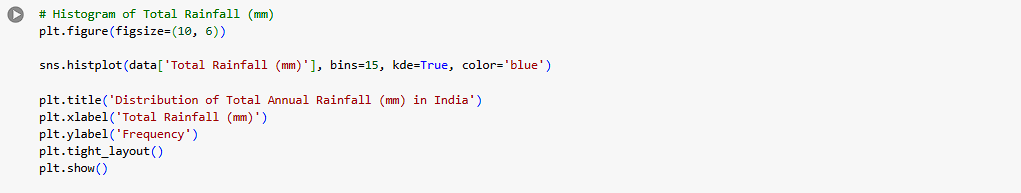 # Histogram of Total Rainfall (mm)
plt.figure(figsize=(10, 6))
sns.histplot(data['Total Rainfall (mm)'], bins=15, kde=True, color='blue')
plt.title('Distribution of Total Annual Rainfall (mm) in India')
plt.xlabel('Total Rainfall (mm)')
plt.ylabel('Frequency')
plt.tight_layout()
plt.show()